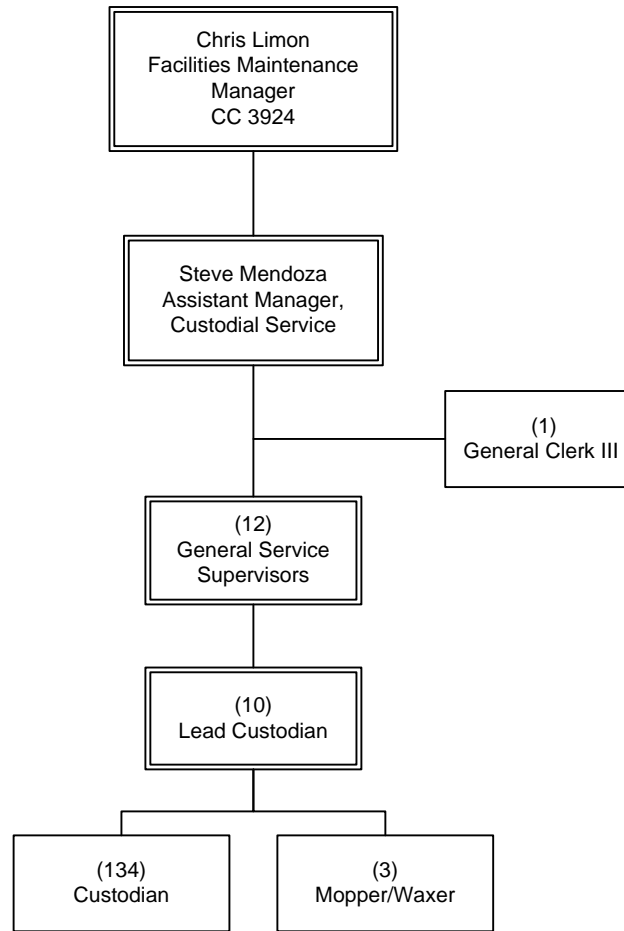 Chris Limon
Facilities Maintenance
Manager
CC 3924
Steve Mendoza
Assistant Manager,
Custodial Service
(1)
General Clerk III
(12)
General Service
Supervisors
(10)
Lead Custodian
(134)
Custodian
(3)
Mopper/Waxer